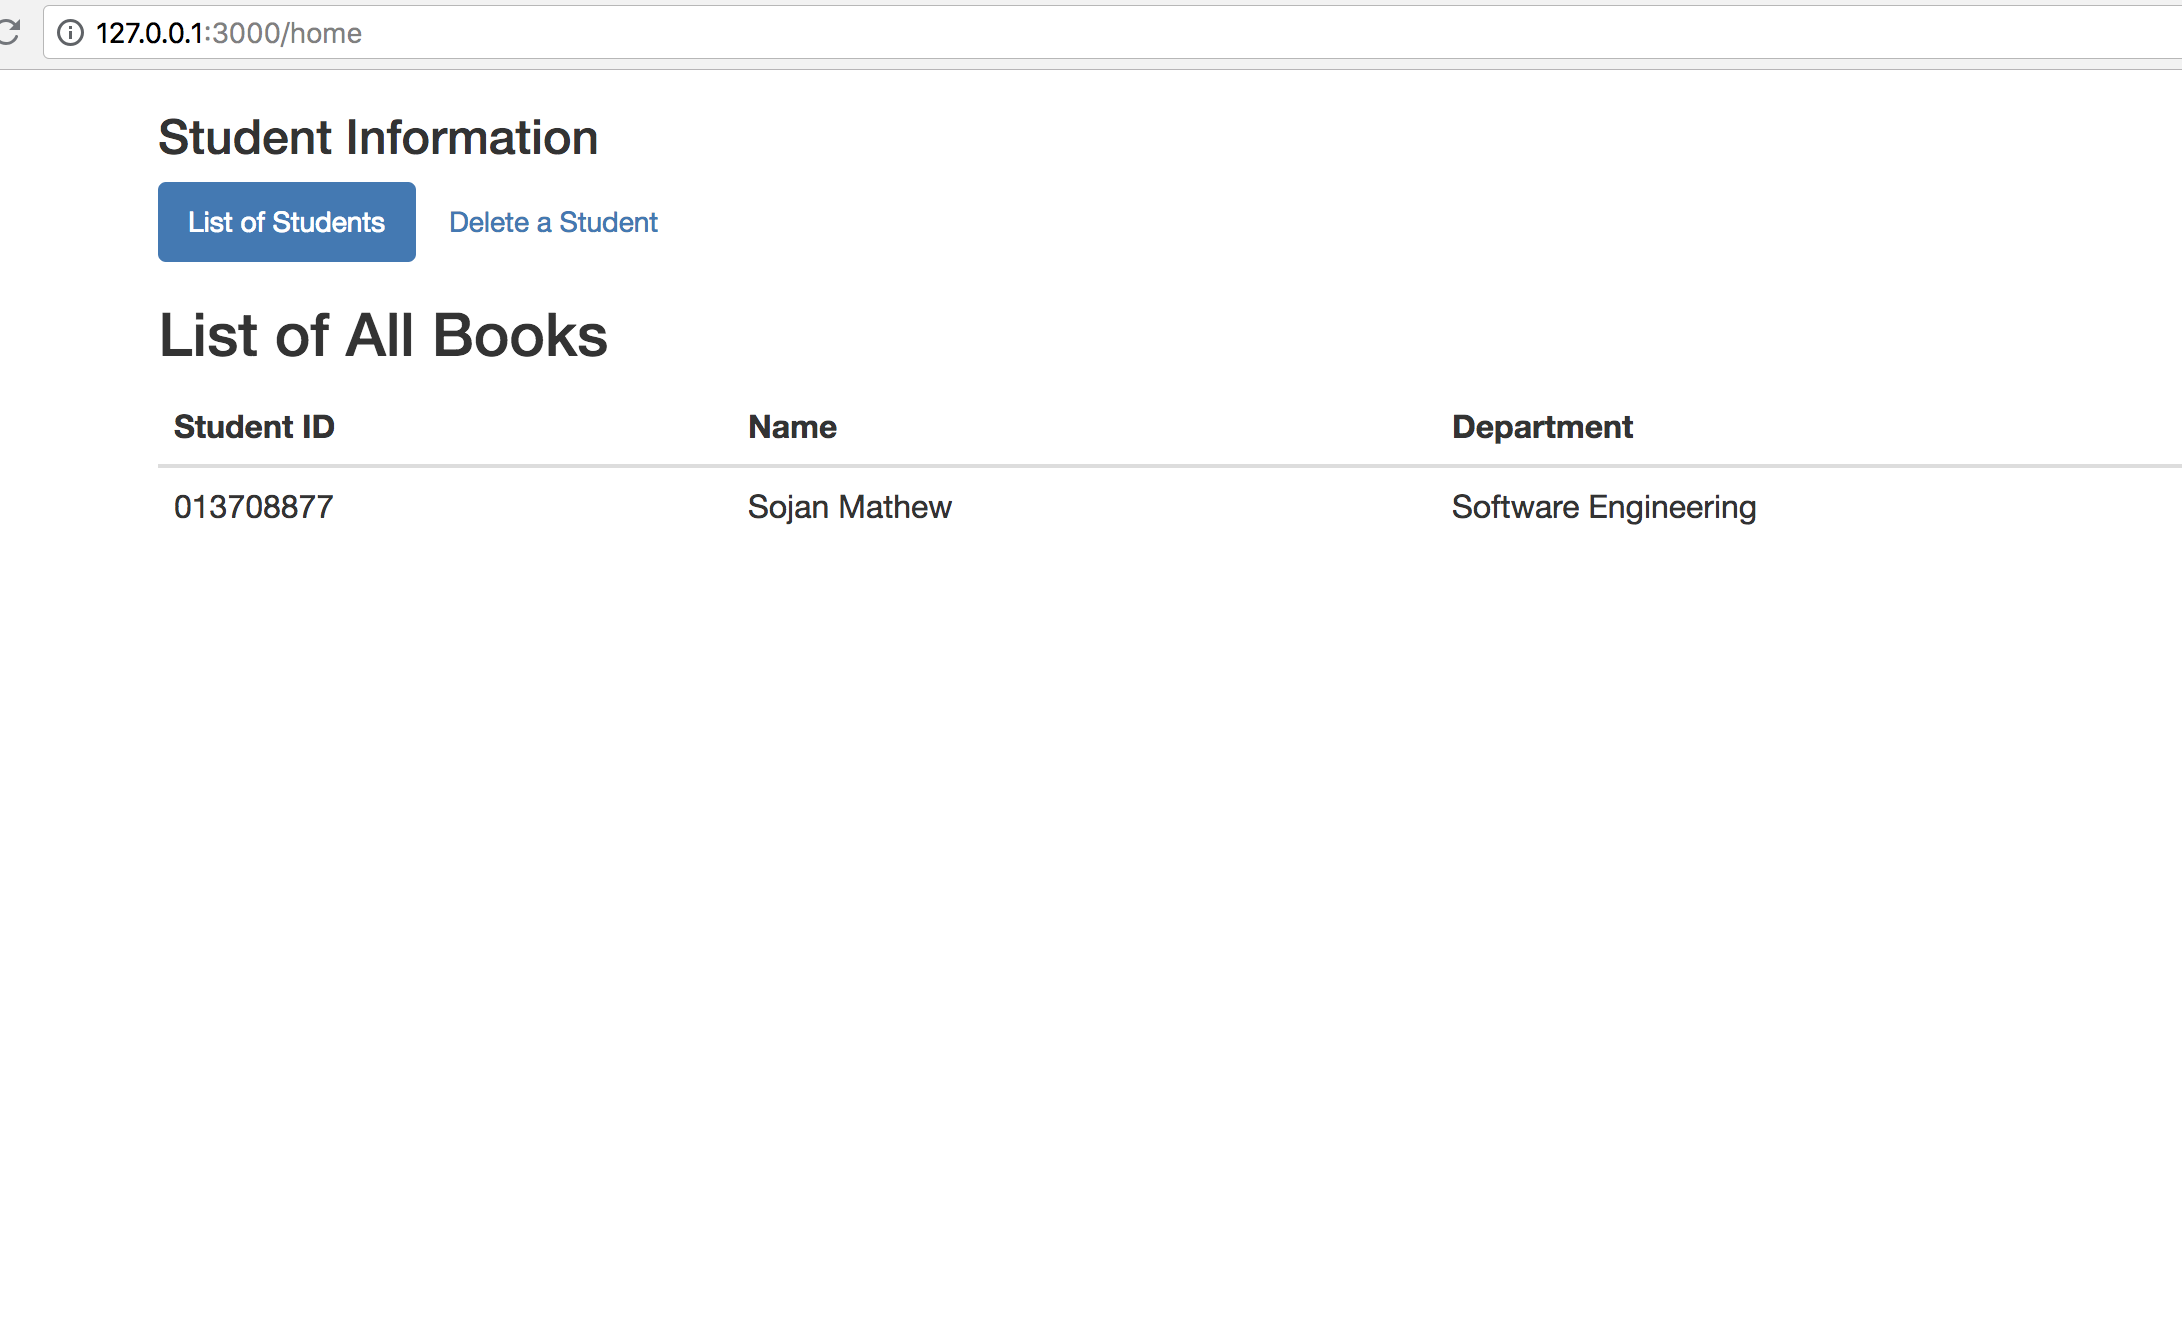 127.0.0.1:3000/home
Student Information
List of Students Delete a Student
List of All Books
Student ID Name Department
013708877 Sojan Mathew Software Engineering